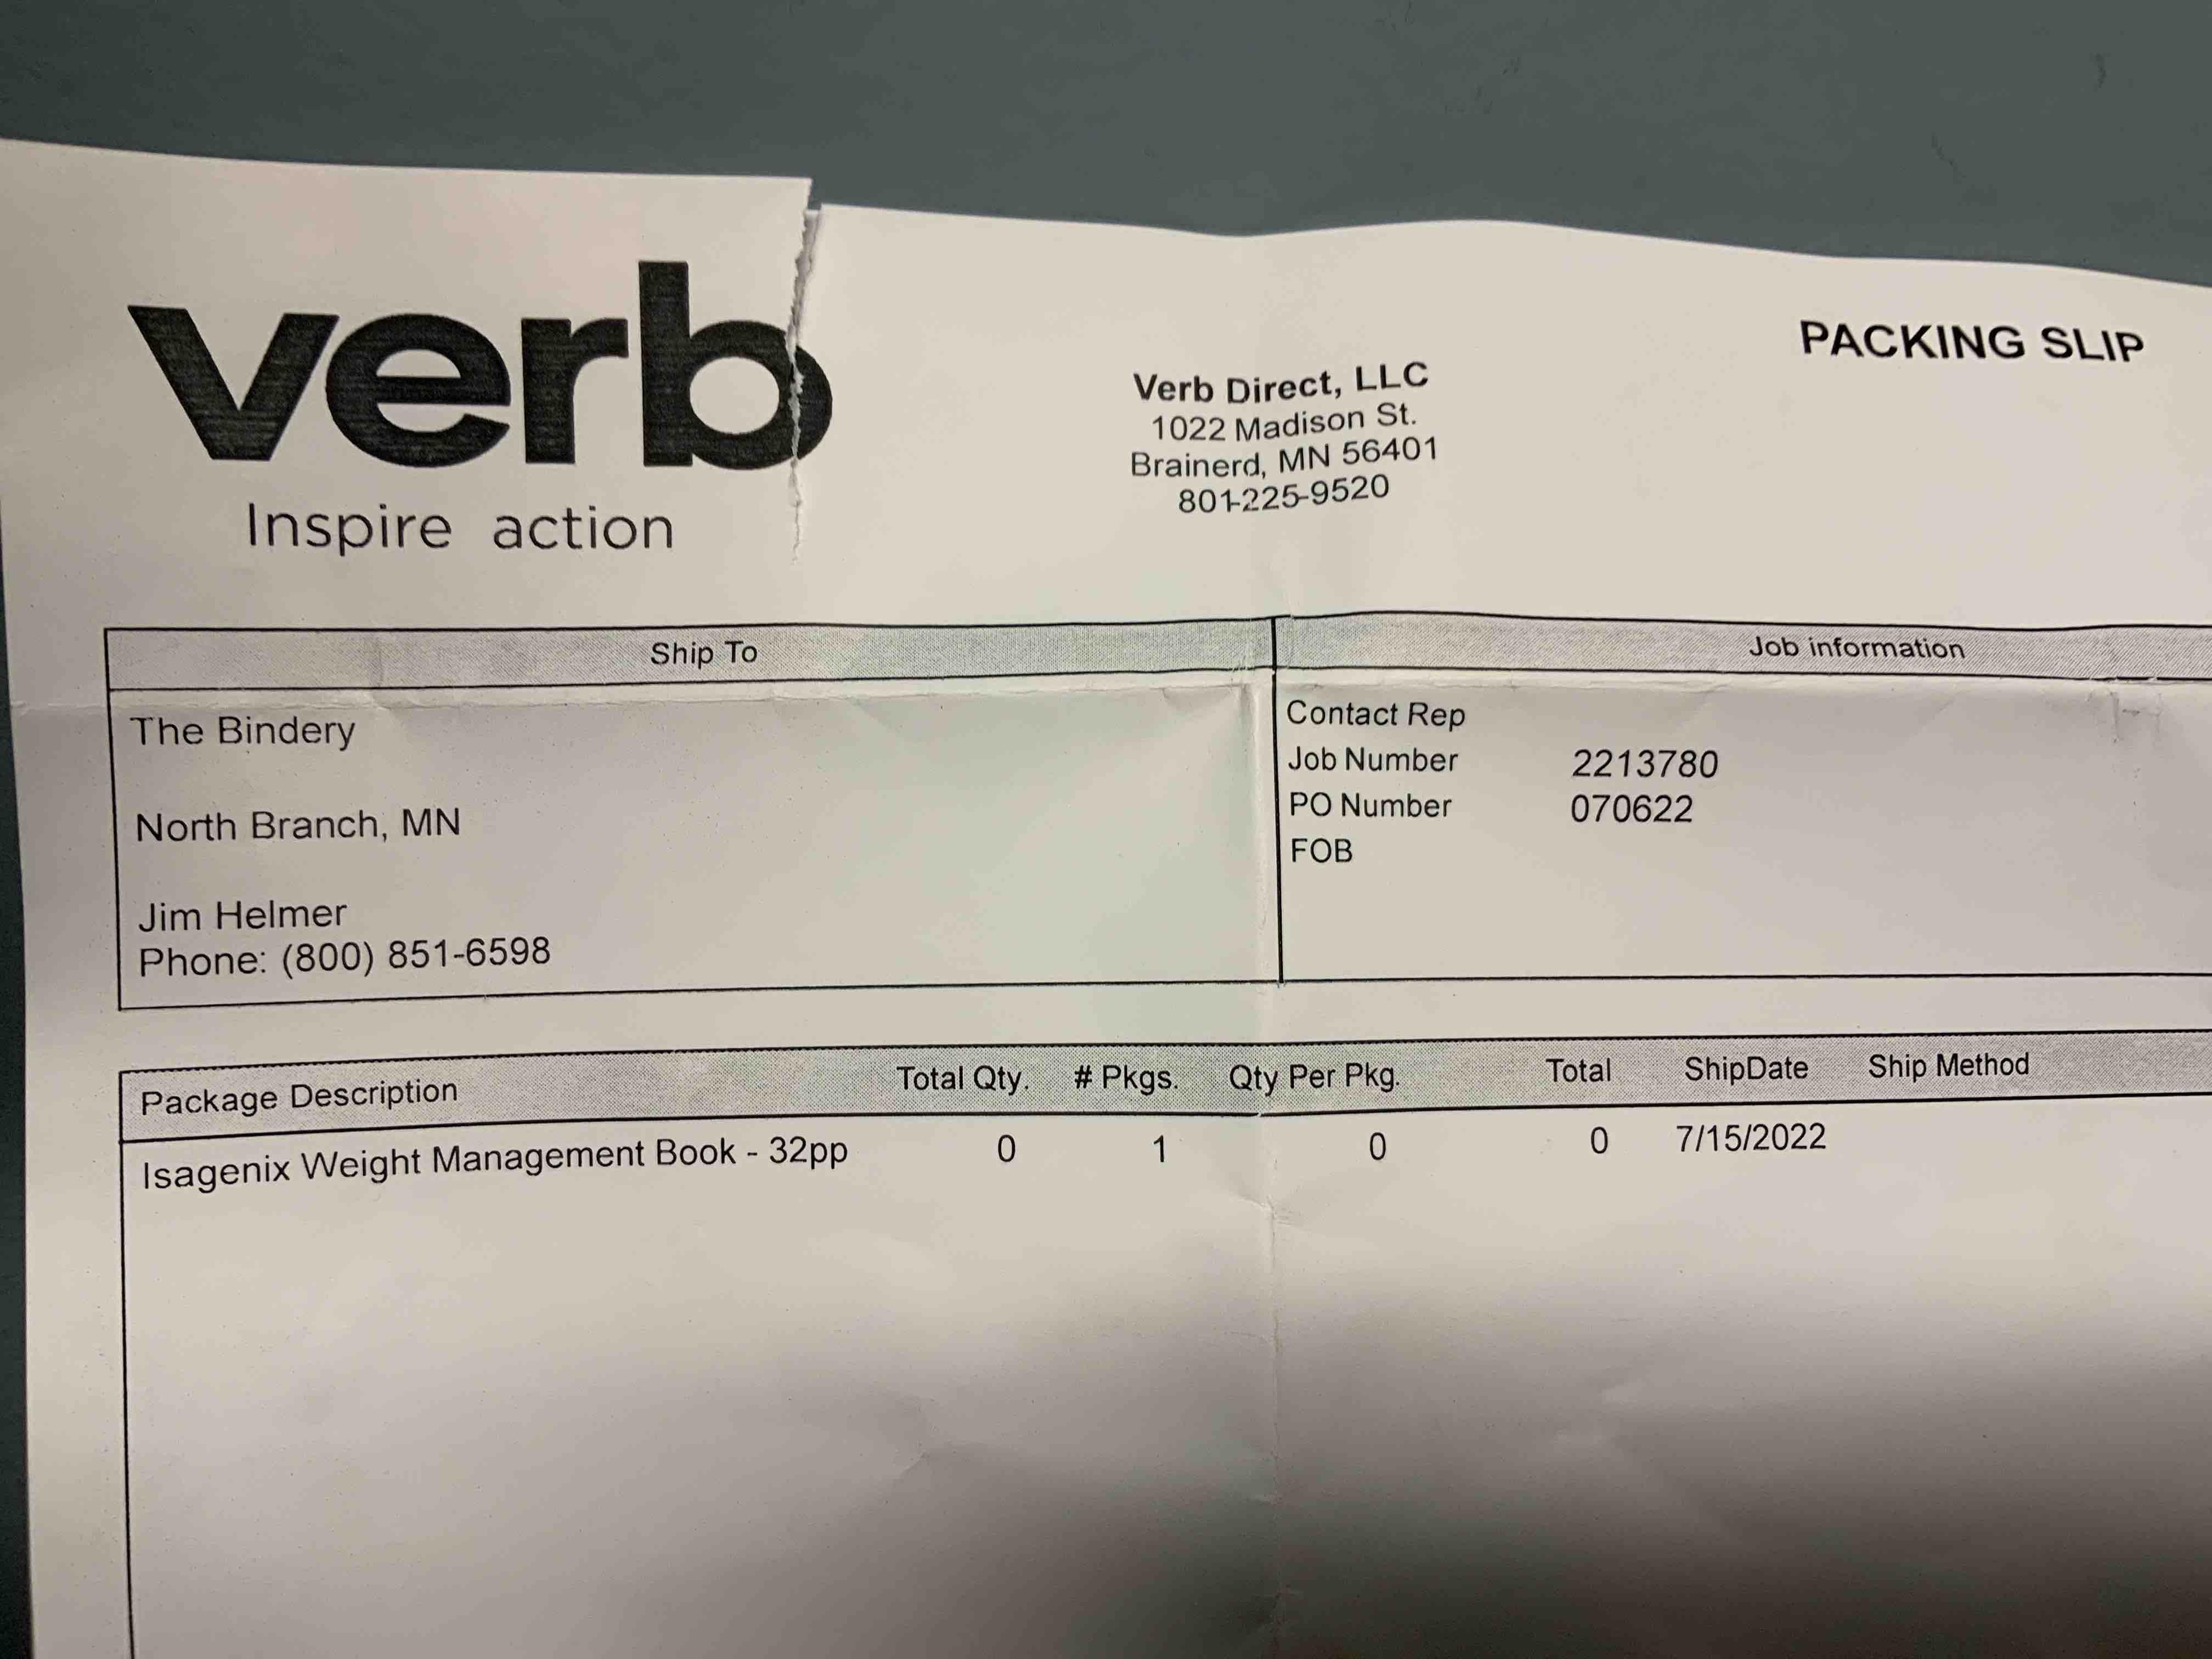 verb
Inspire action
PACKING SLIP
Verb Direct, LLC
1022 Madison St.
Brainerd, MN 56401
801-225-9520
Ship To
The Bindery
North Branch, MN
Jim Helmer
Phone: (800) 851-6598
Job information
Contact Rep
Job Number 2213780
PO Number 070622
FOB
Package Description Total Qty. # Pkgs. Qty Per Pkg. Total ShipDate Ship Method
Isagenix Weight Management Book - 32pp 0 1 0 0 7/15/2022